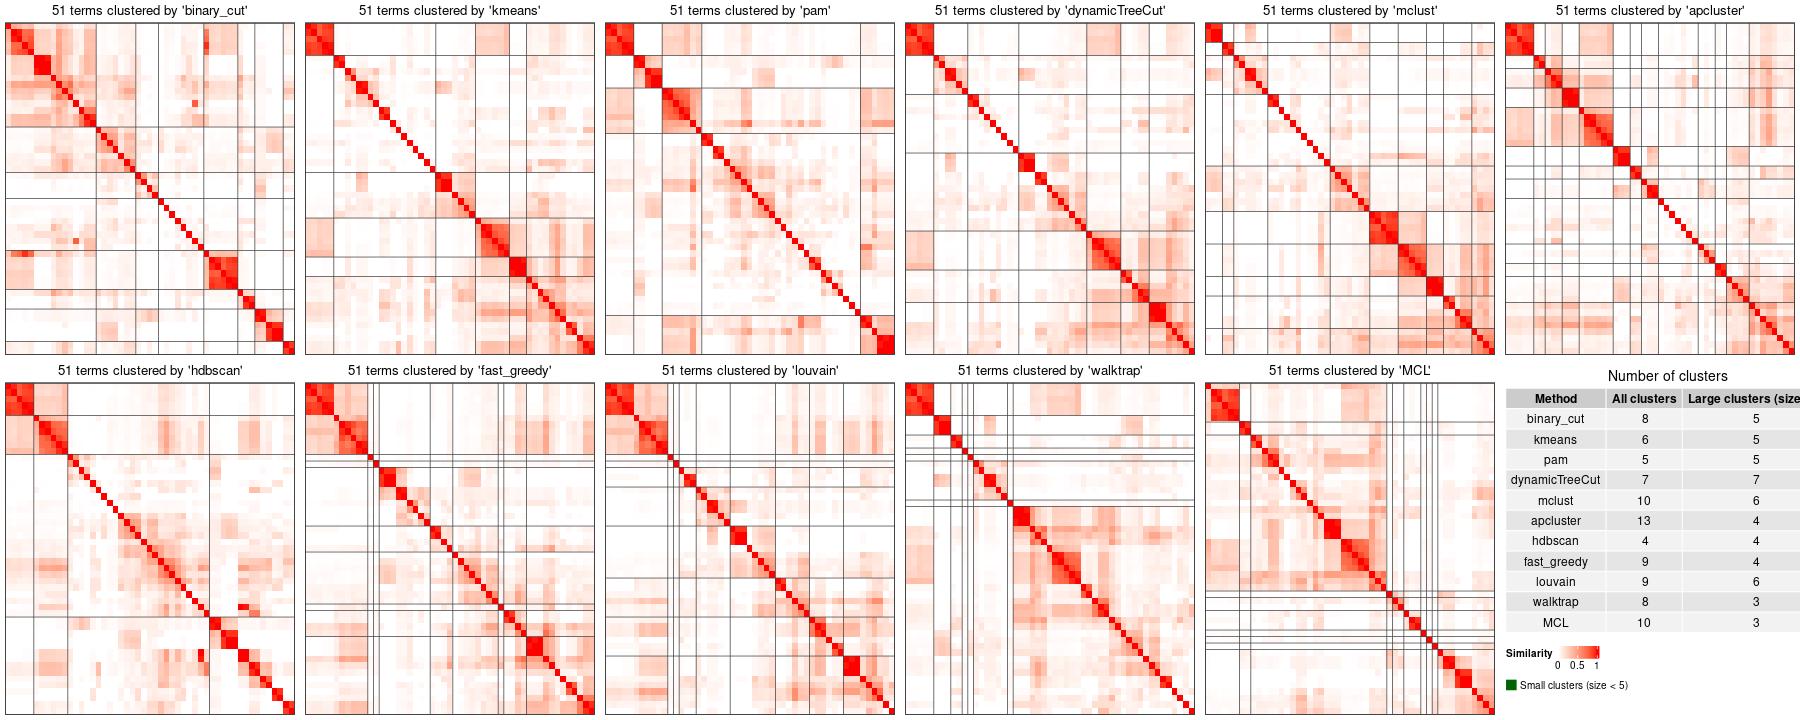 51 terms clustered by 'binary_cut'
51 terms clustered by 'kmeans'
51 terms clustered by 'pam'
51 terms clustered by 'dynamicTreeCut'
51 terms clustered by 'mclust'
51 terms clustered by 'apcluster'
51 terms clustered by 'hdbscan'
51 terms clustered by 'fast_greedy'
51 terms clustered by 'louvain'
51 terms clustered by 'walktrap'
51 terms clustered by 'MCL'
Number of clusters
Method All clusters Large clusters (size
binary_cut 8 5
kmeans 6 5
pam 5 5
dynamicTreeCut 7 7
mclust 10 6
apcluster 13 4
hdbscan 4 4
fast_greedy 9 4
louvain 9 6
walktrap 8 3
MCL 10 3
Similarity
0 0.5 1
Small clusters (size < 5)